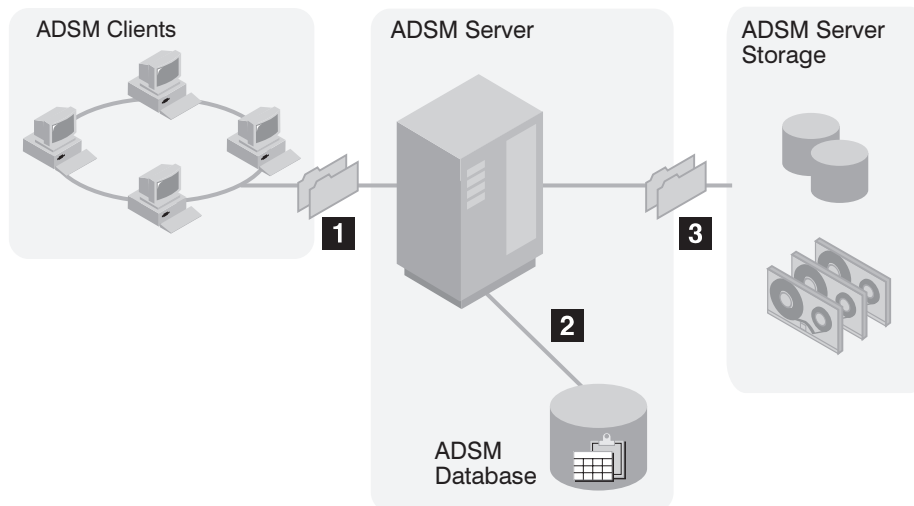 ADSM Clients
ADSM Server
ADSM Server
Storage
1
3
2
ADSM
Database